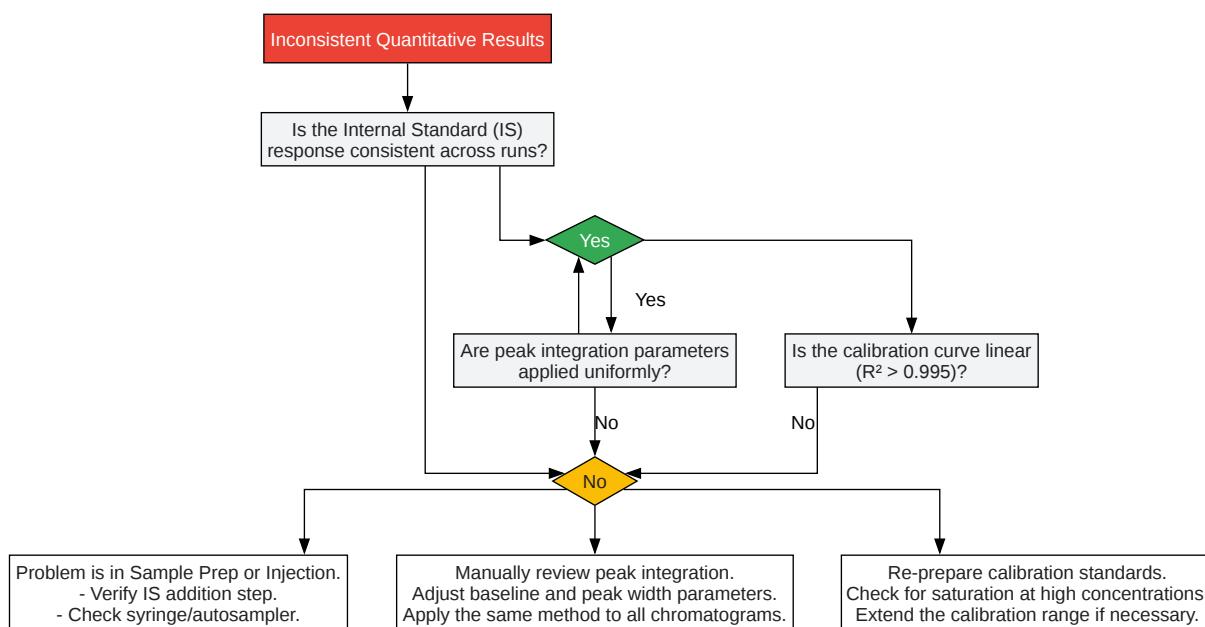 Inconsistent Quantitative Results
Is the Internal Standard (IS)
response consistent across runs?
Yes
Yes
Are peak integration parameters
applied uniformly?
Is the calibration curve linear
(R² > 0.995)?
No
No
No
Problem is in Sample Prep or Injection.
- Verify IS addition step.
- Check syringe/autosampler.
Manually review peak integration.
Adjust baseline and peak width parameters.
Apply the same method to all chromatograms.
Re-prepare calibration standards.
Check for saturation at high concentrations
Extend the calibration range if necessary.